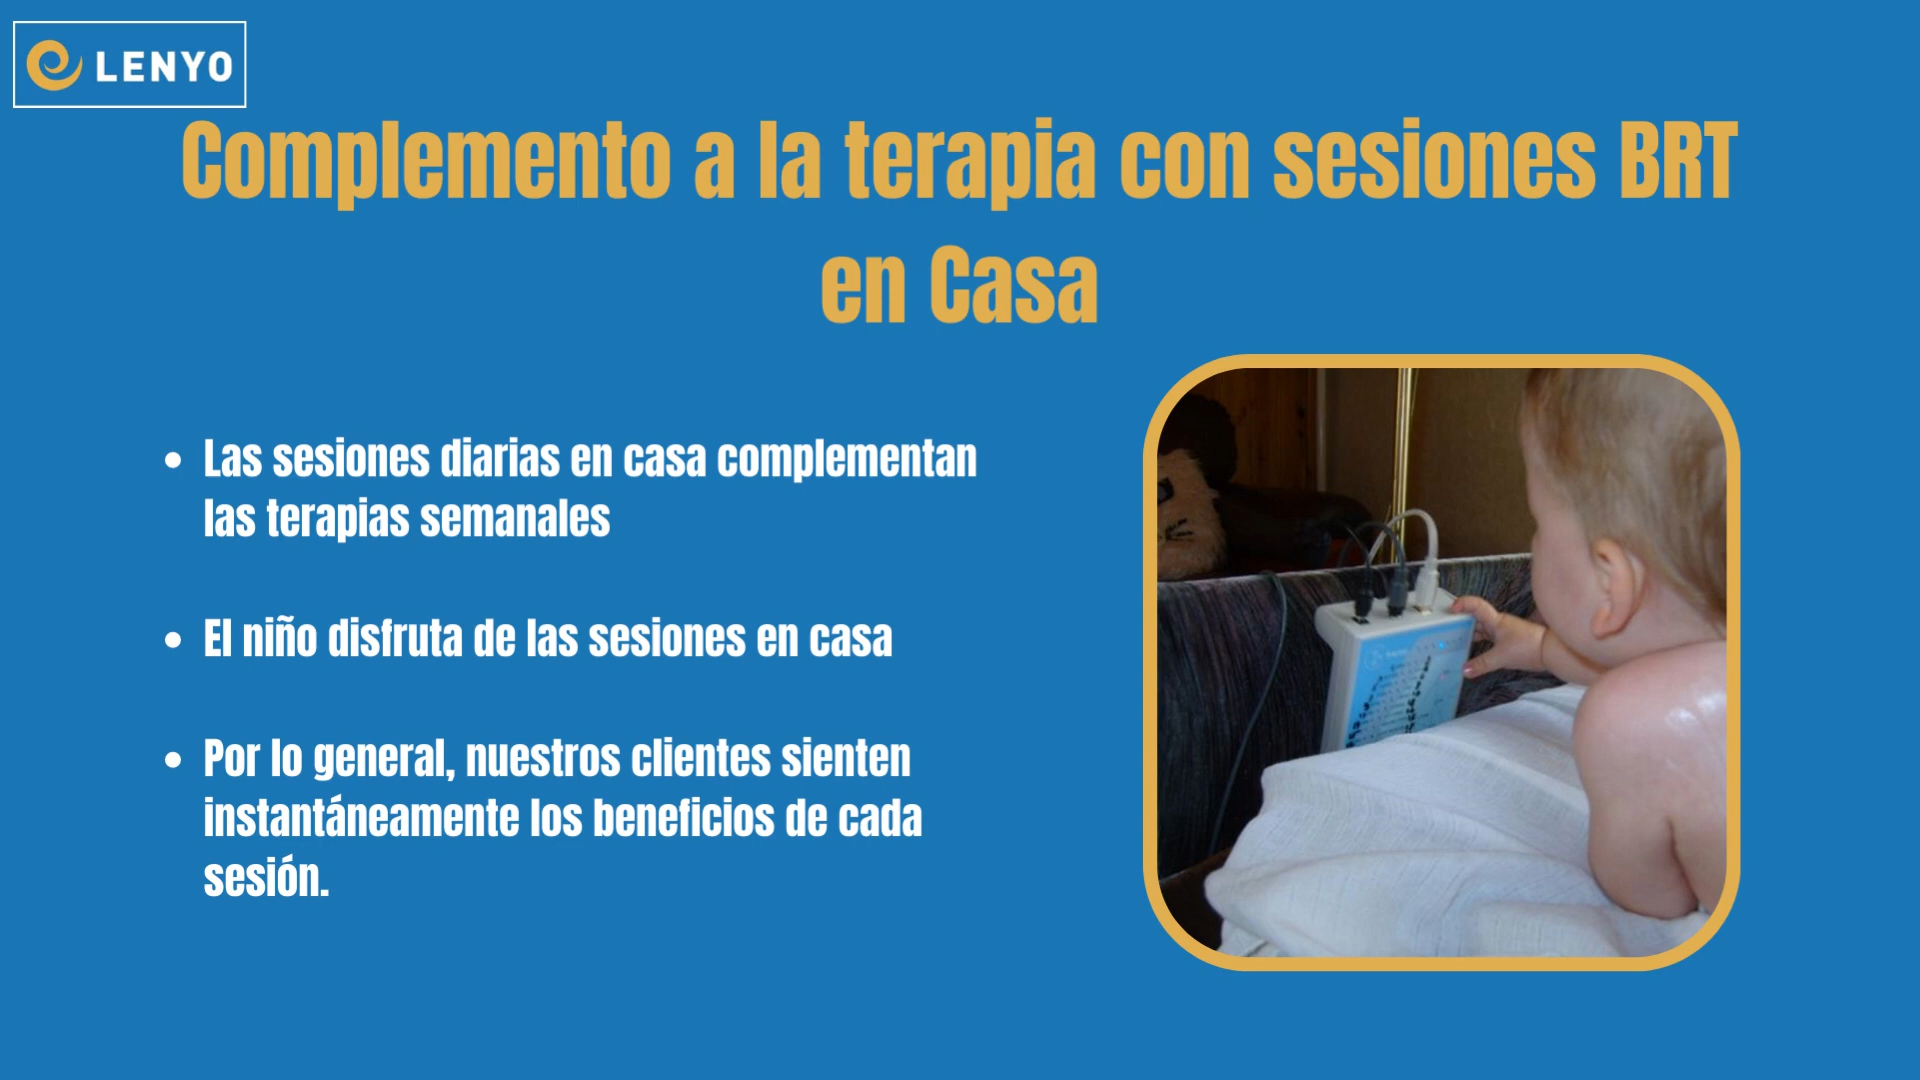 LENYO
Complemento a la terapia con sesiones BRT
en Casa
• Las sesiones diarias en casa complementan
las terapias semanales
• El niño disfruta de las sesiones en casa
• Por lo general, nuestros clientes sienten
instantáneamente los beneficios de cada
sesión.